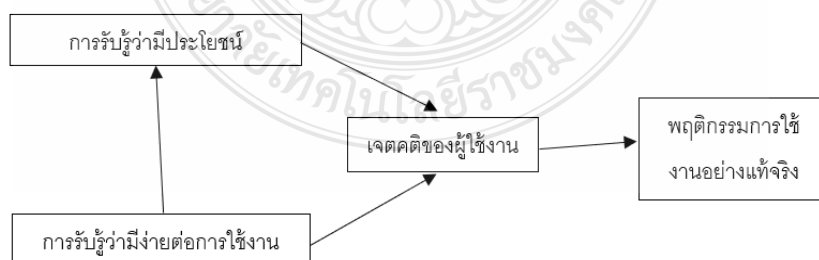 การรับรู้ว่ามีประโยชน์
เจตคติของผู้ใช้งาน
พฤติกรรมการใช้
งานอย่างแท้จริง
การรับรู้ว่ามีง่ายต่อการใช้งาน